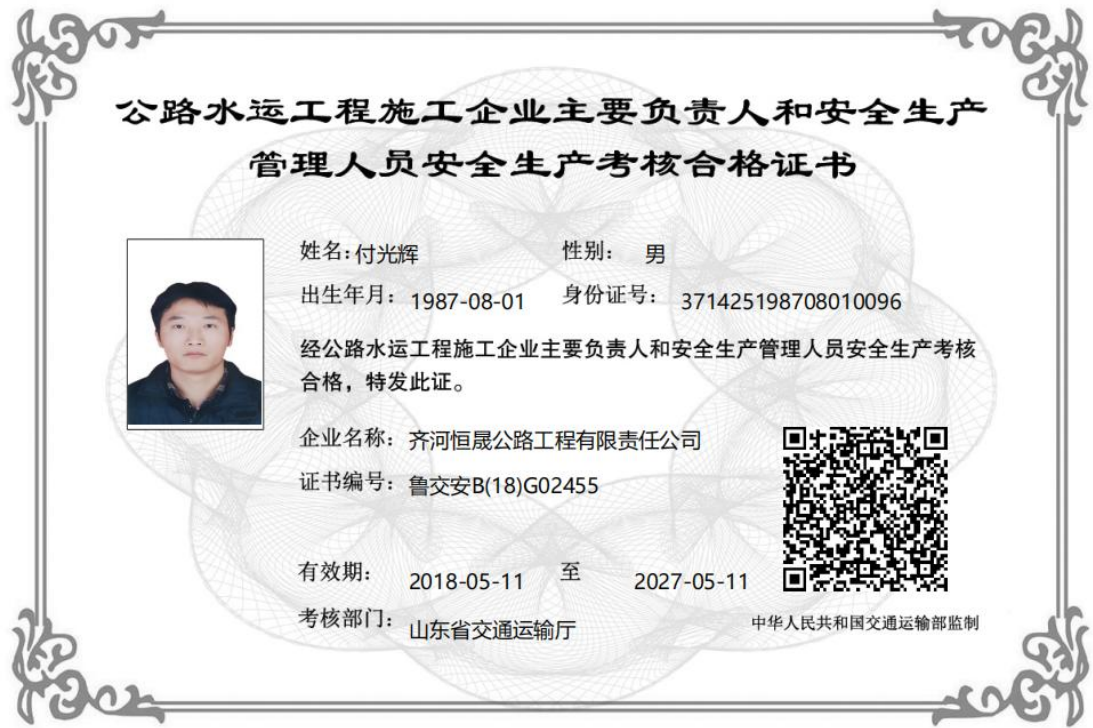 公路水运工程施工企业主要负责人和安全生产
管理人员安全生产考核合格证书
姓名：付光辉 性别： 男
出生年月： 1987-08-01 身份证号： 371425198708010096
经公路水运工程施工企业主要负责人和安全生产管理人员安全生产考核
合格，特发此证。
企业名称： 齐河恒晟公路工程有限责任公司
证书编号： 鲁交安B(18)G02455
有效期： 2018-05-11 至 2027-05-11
考核部门： 山东省交通运输厅
中华人民共和国交通运输部监制